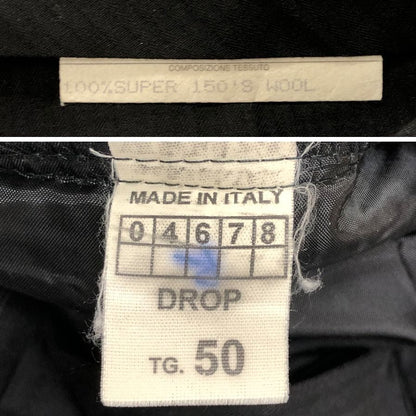 COMPOSIZIONE TESSUTO
100%SUPER 150'S WOOL
MADE IN ITALY
0 4 6 7 8
DROP
TG. 50